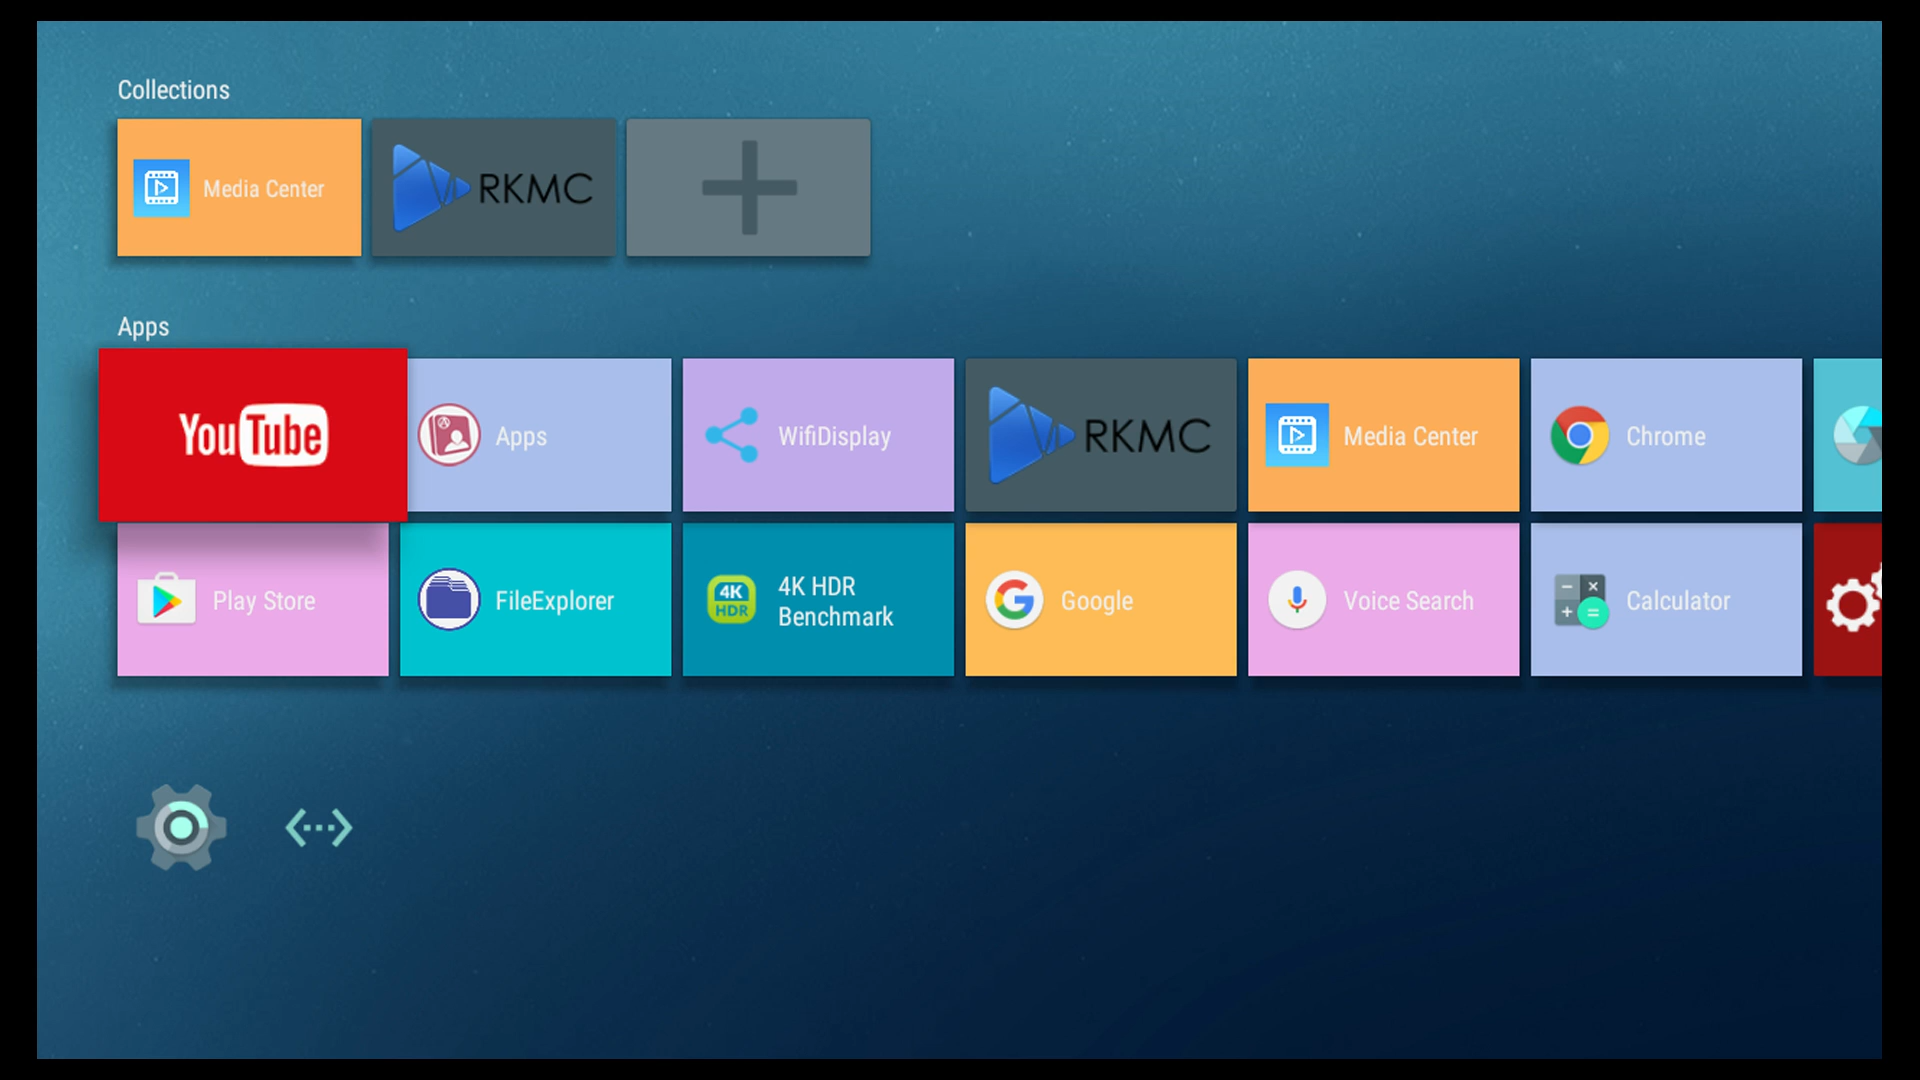 Collections
Media Center
RKMC
Apps
YouTube
Apps
WifiDisplay
RKMC
Media Center
Chrome
Play Store
FileExplorer
4K
HDR
4K HDR
Benchmark
Google
Voice Search
Calculator